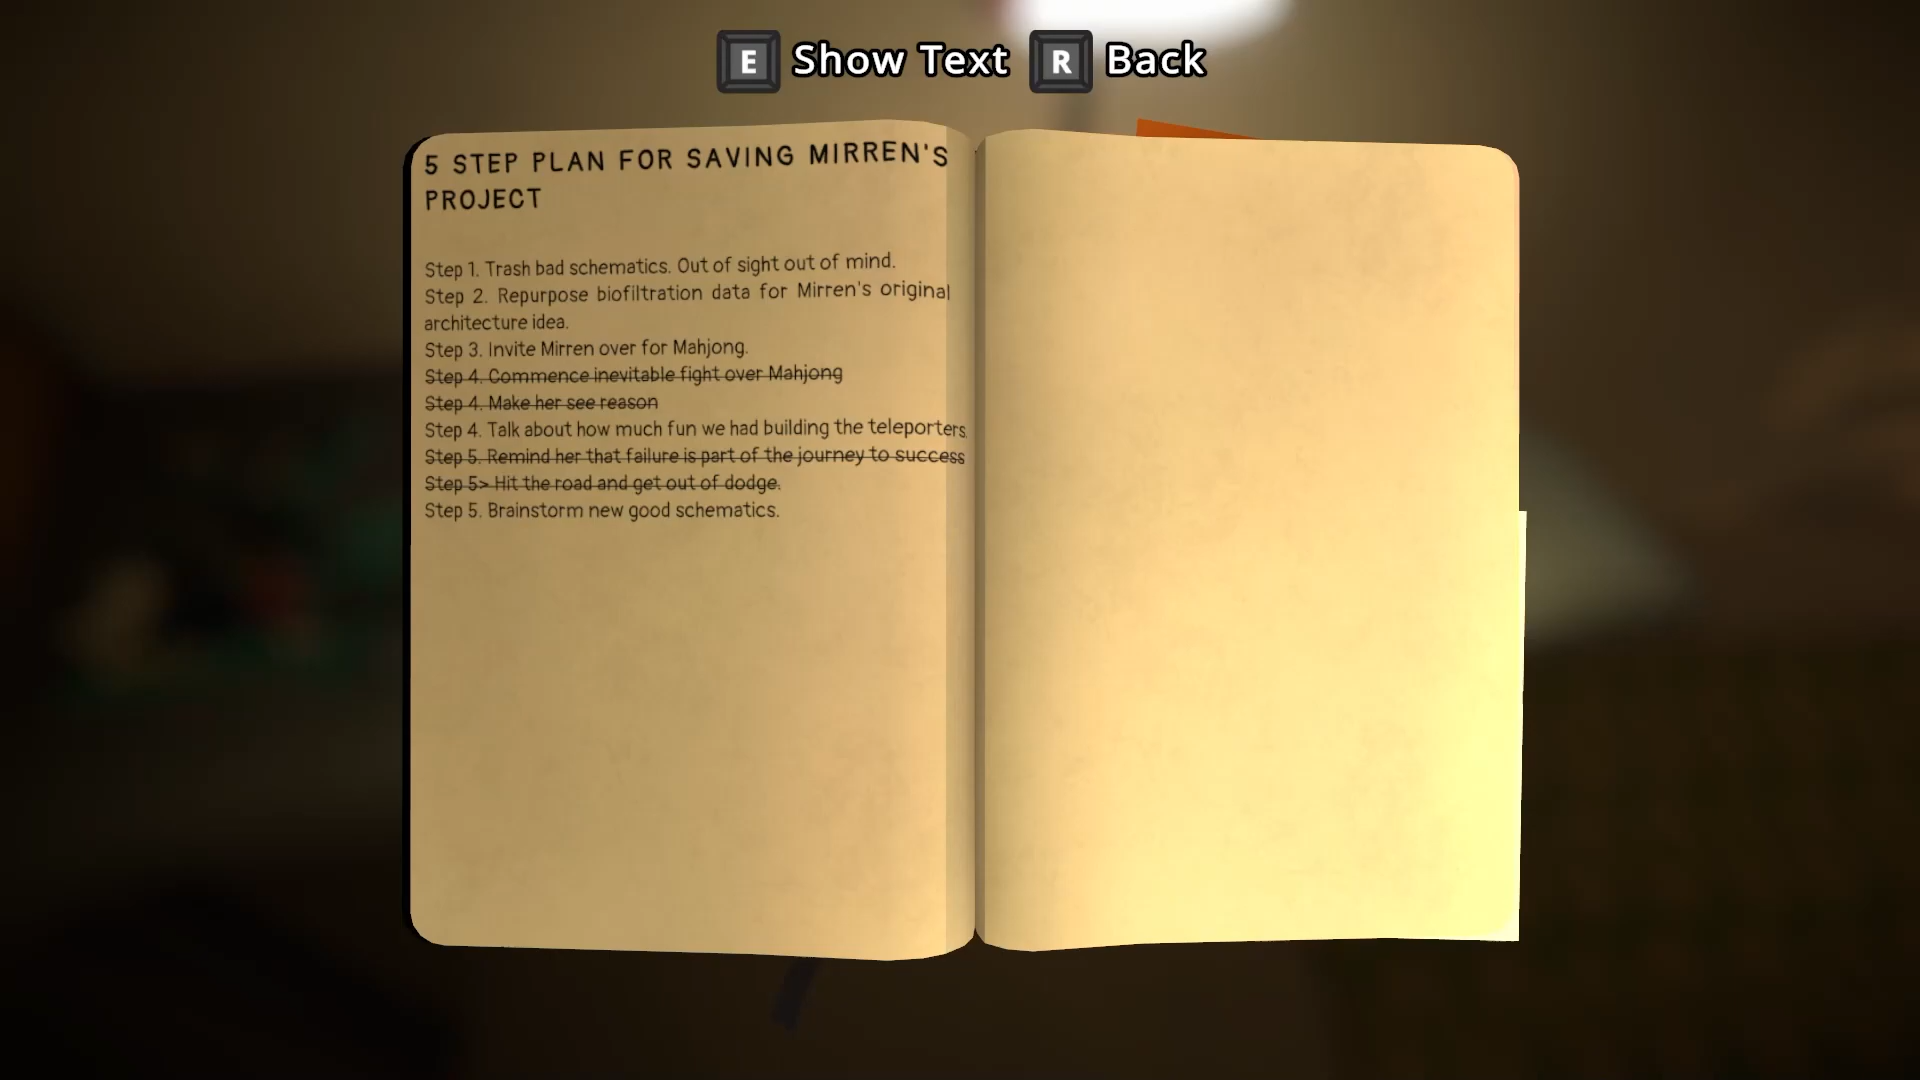 E Show Text R Back
5 STEP PLAN FOR SAVING MIRREN'S
PROJECT
Step 1. Trash bad schematics. Out of sight out of mind.
Step 2. Repurpose biofiltration data for Mirren's original
architecture idea.
Step 3. Invite Mirren over for Mahjong.
Step 4. Commence inevitable fight over Mahjong
Step 4. Make her see reason
Step 4. Talk about how much fun we had building the teleporters.
Step 5. Remind her that failure is part of the journey to success
Step 5> Hit the road and get out of dodge.
Step 5. Brainstorm new good schematics.